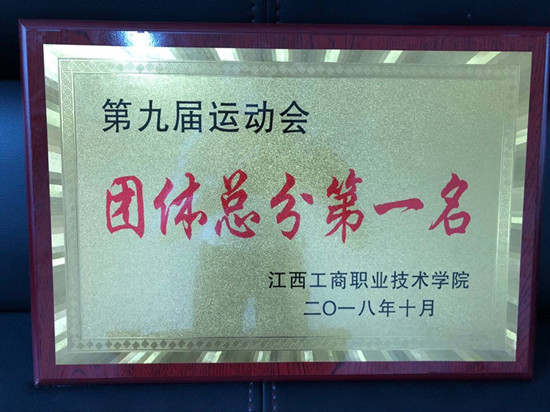 第九届运动会
团体总分第一名
江西工商职业技术学院
二〇一八年十月